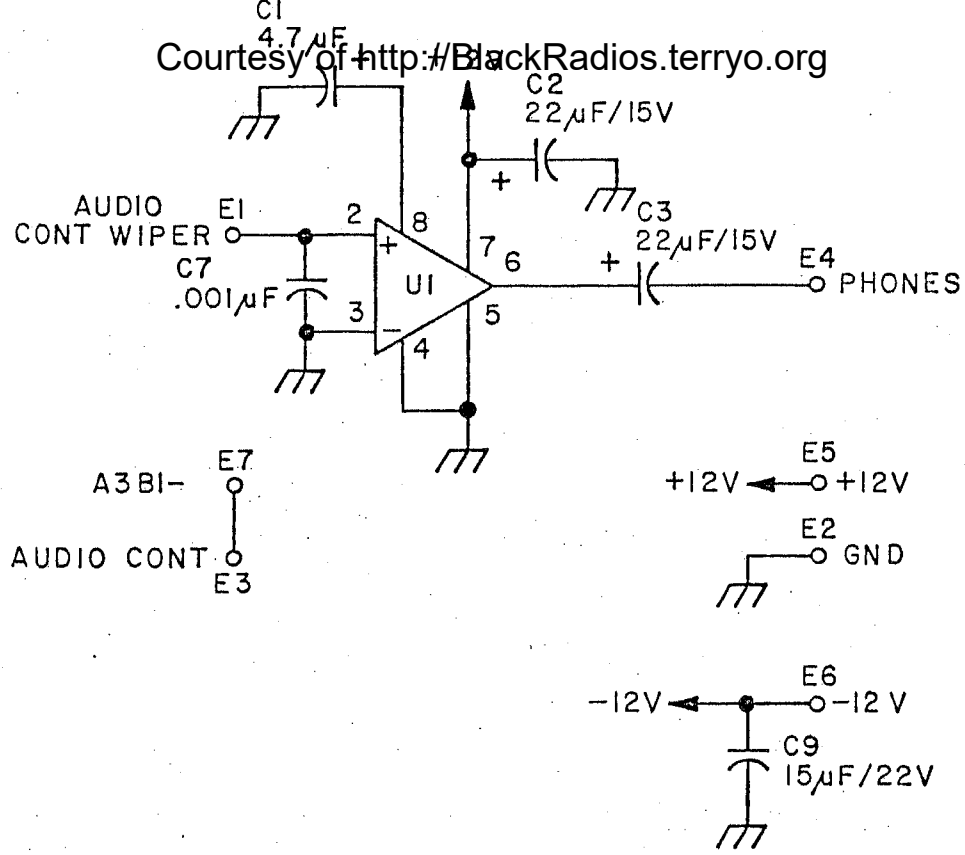 C1
4.7µF
Courtesy of http://BlackRadios.terryo.org
+
+12V
C2
22µF/15V
+
AUDIO
CONT WIPER
E1
2
8
C3
22µF/15V
+
7
6
+
E4
PHONES
C7
.001µF
U1
3
−
5
4
A3B1-
E7
E5
+12V
+12V
AUDIO CONT
E3
E2
GND
E6
-12V
-12V
C9
15µF/22V